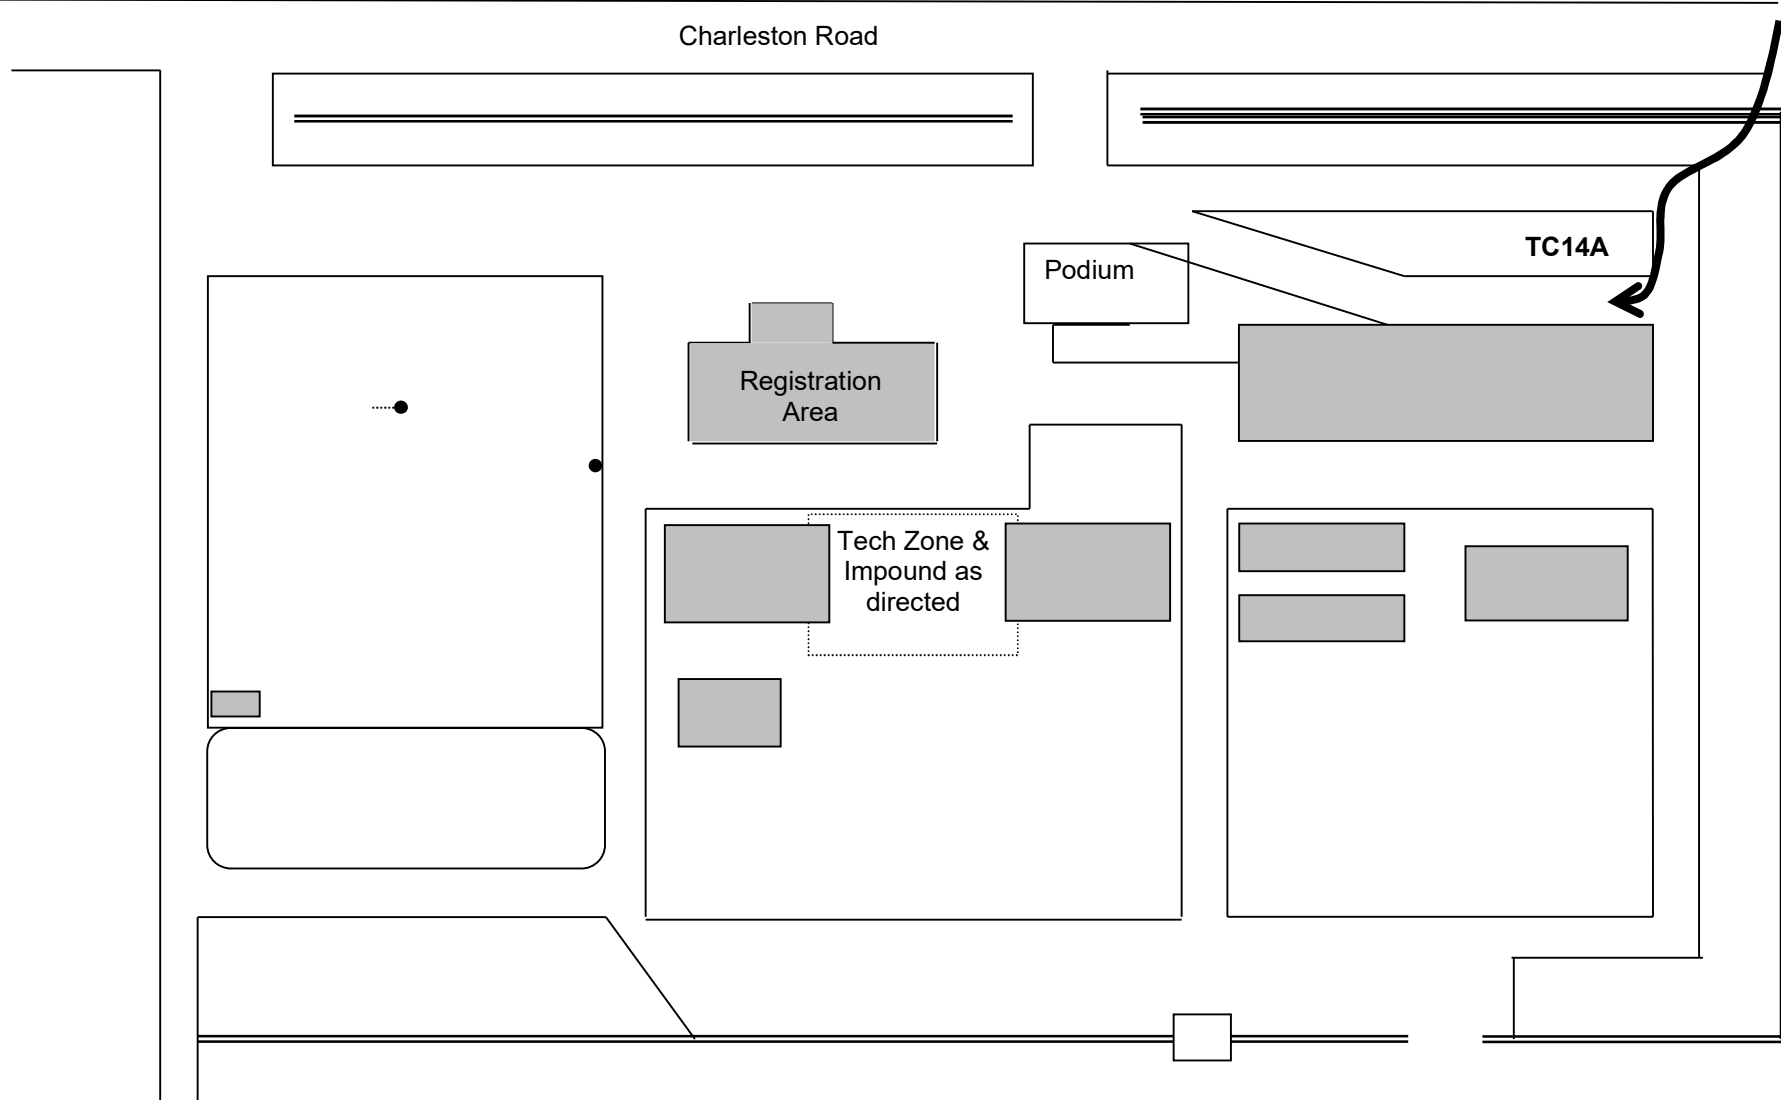 Charleston Road
TC14A
Podium
Registration
Area
Tech Zone &
Impound as
directed